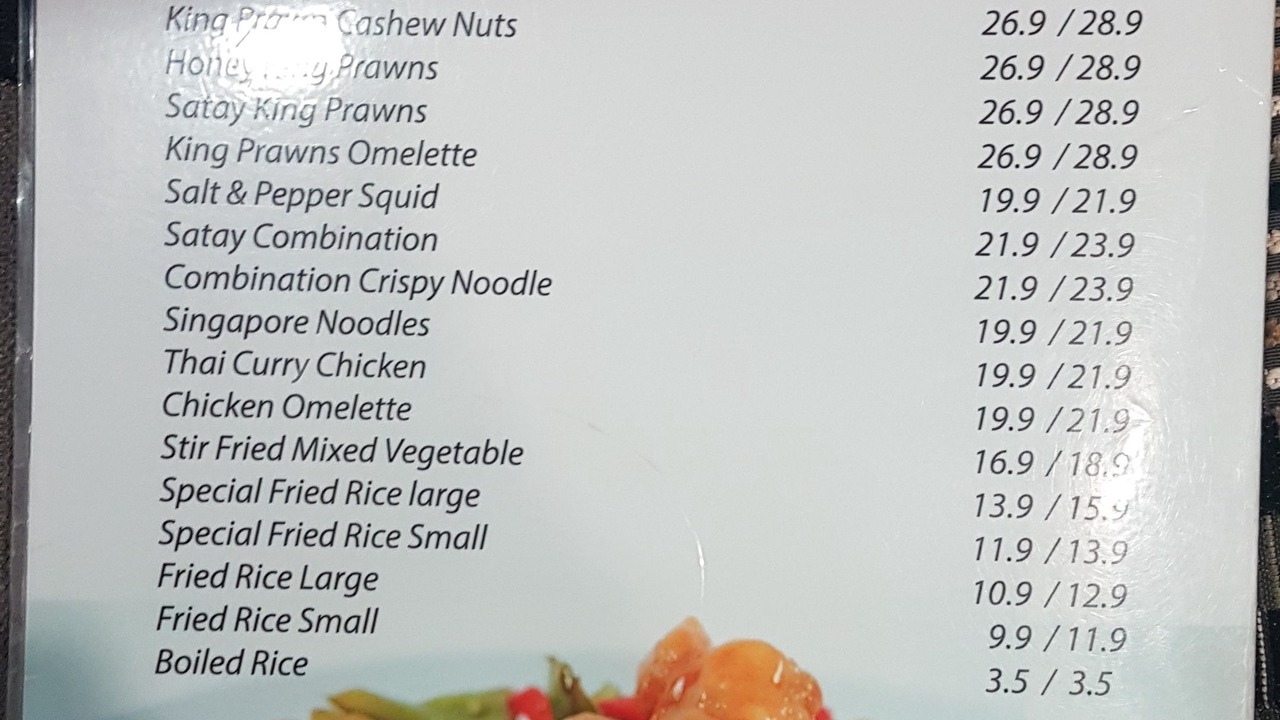 King Prawn Cashew Nuts 26.9 / 28.9
Honey King Prawns 26.9 / 28.9
Satay King Prawns 26.9 / 28.9
King Prawns Omelette 26.9 / 28.9
Salt & Pepper Squid 19.9 / 21.9
Satay Combination 21.9 / 23.9
Combination Crispy Noodle 21.9 / 23.9
Singapore Noodles 19.9 / 21.9
Thai Curry Chicken 19.9 / 21.9
Chicken Omelette 19.9 / 21.9
Stir Fried Mixed Vegetable 16.9 / 18.9
Special Fried Rice large 13.9 / 15.9
Special Fried Rice Small 11.9 / 13.9
Fried Rice Large 10.9 / 12.9
Fried Rice Small 9.9 / 11.9
Boiled Rice 3.5 / 3.5